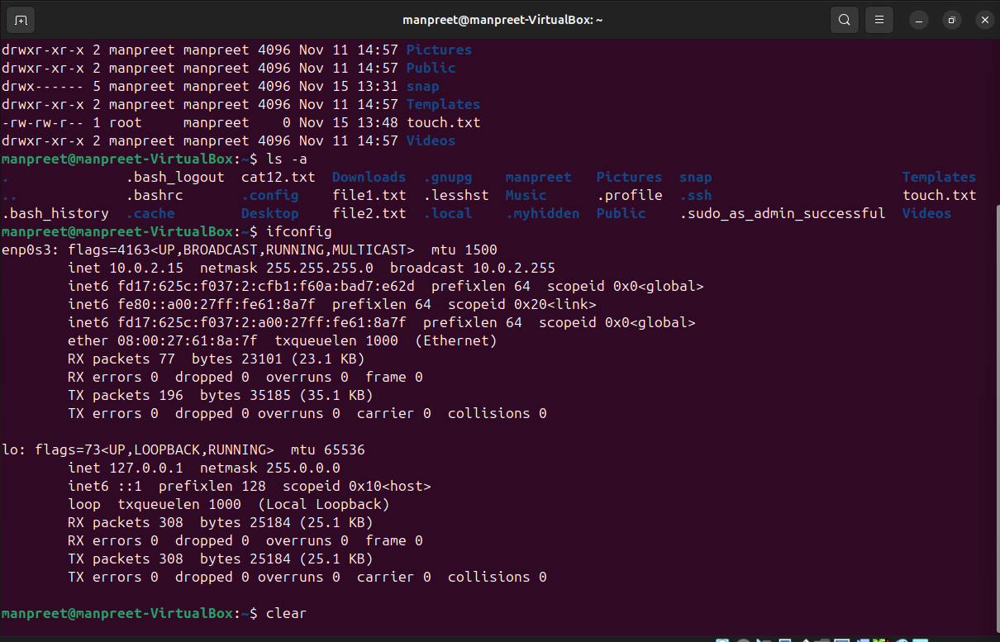 manpreet@manpreet-VirtualBox: ~
drwxr-xr-x 2 manpreet manpreet 4096 Nov 11 14:57 Pictures
drwxr-xr-x 2 manpreet manpreet 4096 Nov 11 14:57 Public
drwx------ 5 manpreet manpreet 4096 Nov 15 13:31 snap
drwxr-xr-x 2 manpreet manpreet 4096 Nov 11 14:57 Templates
-rw-rw-r-- 1 root     manpreet    0 Nov 15 13:48 touch.txt
drwxr-xr-x 2 manpreet manpreet 4096 Nov 11 14:57 Videos
manpreet@manpreet-VirtualBox:~$ ls -a
.              .bash_logout  cat12.txt  Downloads  .gnupg    manpreet   Pictures  snap                       Templates
..             .bashrc       .config    file1.txt  .lesshst  Music      .profile  .ssh                       touch.txt
.bash_history  .cache        Desktop    file2.txt  .local    .myhidden  Public    .sudo_as_admin_successful  Videos
manpreet@manpreet-VirtualBox:~$ ifconfig
enp0s3: flags=4163<UP,BROADCAST,RUNNING,MULTICAST>  mtu 1500
        inet 10.0.2.15  netmask 255.255.255.0  broadcast 10.0.2.255
        inet6 fd17:625c:f037:2:cfb1:f60a:bad7:e62d  prefixlen 64  scopeid 0x0<global>
        inet6 fe80::a00:27ff:fe61:8a7f  prefixlen 64  scopeid 0x20<link>
        inet6 fd17:625c:f037:2:a00:27ff:fe61:8a7f  prefixlen 64  scopeid 0x0<global>
        ether 08:00:27:61:8a:7f  txqueuelen 1000  (Ethernet)
        RX packets 77  bytes 23101 (23.1 KB)
        RX errors 0  dropped 0  overruns 0  frame 0
        TX packets 196  bytes 35185 (35.1 KB)
        TX errors 0  dropped 0 overruns 0  carrier 0  collisions 0

lo: flags=73<UP,LOOPBACK,RUNNING>  mtu 65536
        inet 127.0.0.1  netmask 255.0.0.0
        inet6 ::1  prefixlen 128  scopeid 0x10<host>
        loop  txqueuelen 1000  (Local Loopback)
        RX packets 308  bytes 25184 (25.1 KB)
        RX errors 0  dropped 0  overruns 0  frame 0
        TX packets 308  bytes 25184 (25.1 KB)
        TX errors 0  dropped 0 overruns 0  carrier 0  collisions 0

manpreet@manpreet-VirtualBox:~$ clear